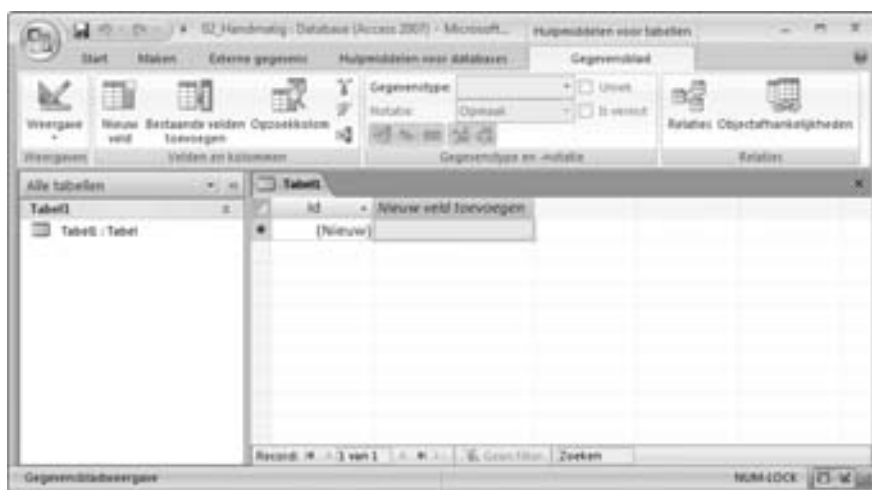 02_Handmatig : Database (Access 2007) - Microsoft... Hulpmiddelen voor tabellen
Start Maken Externe gegevens Hulpmiddelen voor databases Gegevensblad
Weergave
Nieuw veld
Bestaande velden toevoegen
Opzoekkolom
Gegevenstype:
Notatie: Opmaak
Uniek
Is vereist
Relaties Objectafhankelijkheden
Weergaven Velden en kolommen Gegevenstype en -notatie Relaties
Alle tabellen
Tabel1
Tabel1 : Tabel
Tabel1
Id Nieuw veld toevoegen
(Nieuw)
Record: 1 van 1 Geen filter Zoeken
Gegevensbladweergave NUM-LOCK